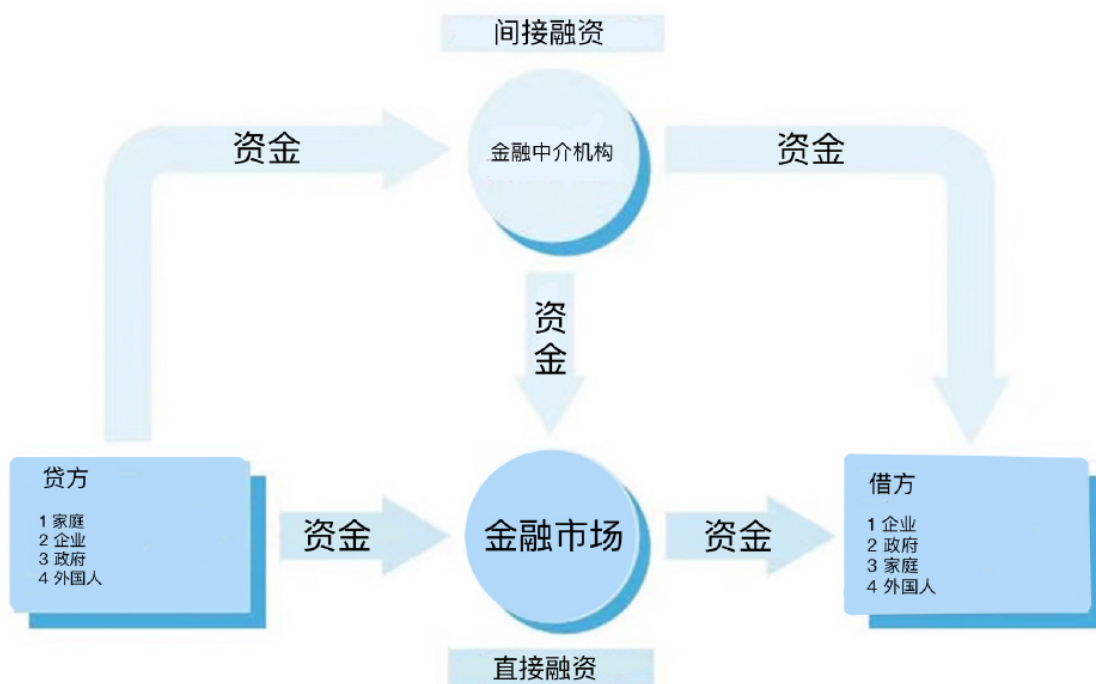 间接融资
资金
金融中介机构
资金
资
金
贷方
1 家庭
2 企业
3 政府
4 外国人
资金
金融市场
资金
借方
1 企业
2 政府
3 家庭
4 外国人
直接融资